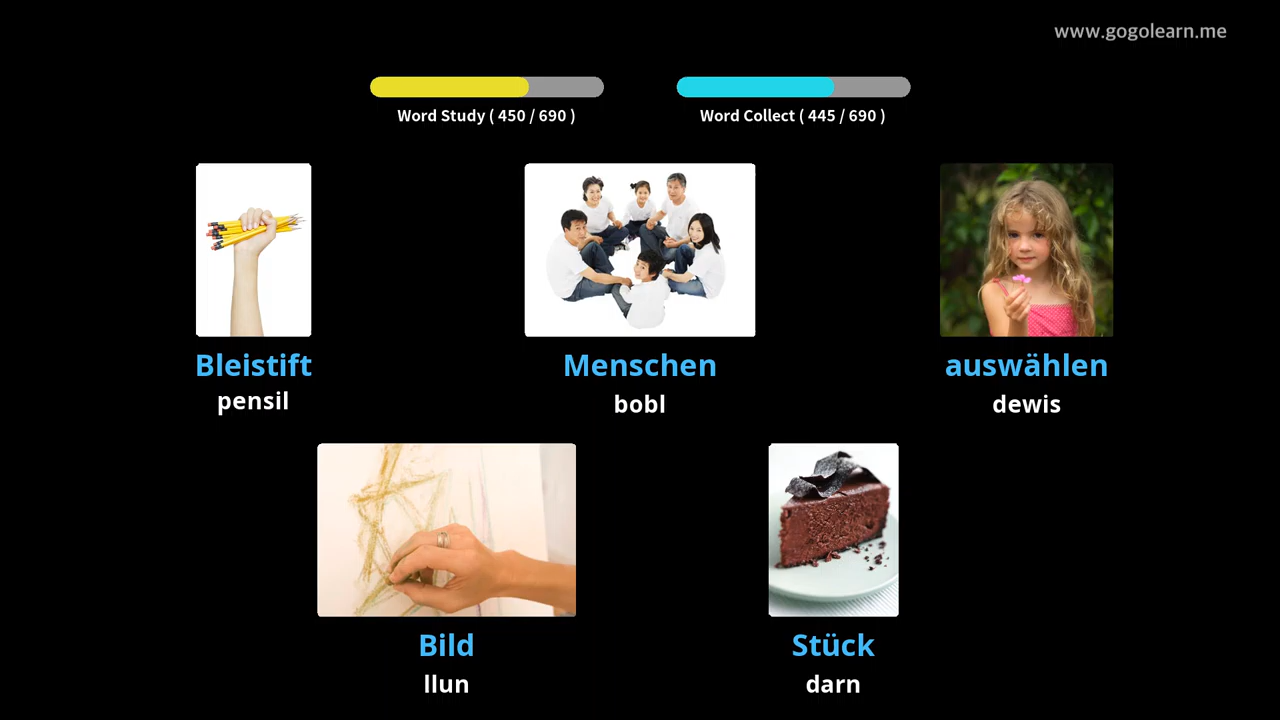 www.gogolearn.me
Word Study ( 450 / 690 )
Word Collect ( 445 / 690 )
Bleistift
pensil
Menschen
bobl
auswählen
dewis
Bild
llun
Stück
darn